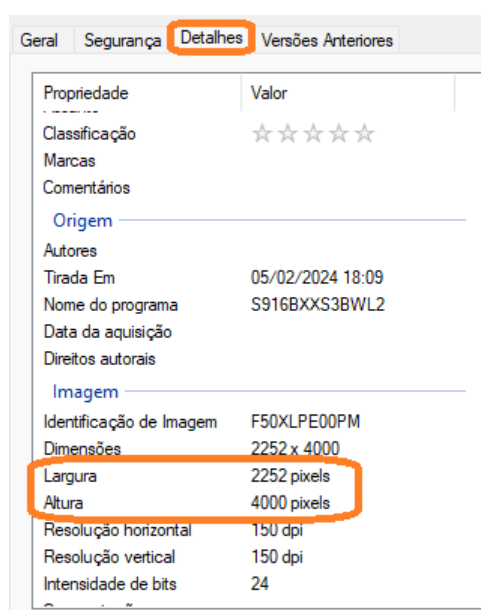 Geral Segurança Detalhes Versões Anteriores
Propriedade Valor
Classificação
Marcas
Comentários
Origem
Autores
Tirada Em 05/02/2024 18:09
Nome do programa S916BXXS3BWL2
Data da aquisição
Direitos autorais
Imagem
Identificação de Imagem F50XLPE00PM
Dimensões 2252 x 4000
Largura 2252 pixels
Altura 4000 pixels
Resolução horizontal 150 dpi
Resolução vertical 150 dpi
Intensidade de bits 24